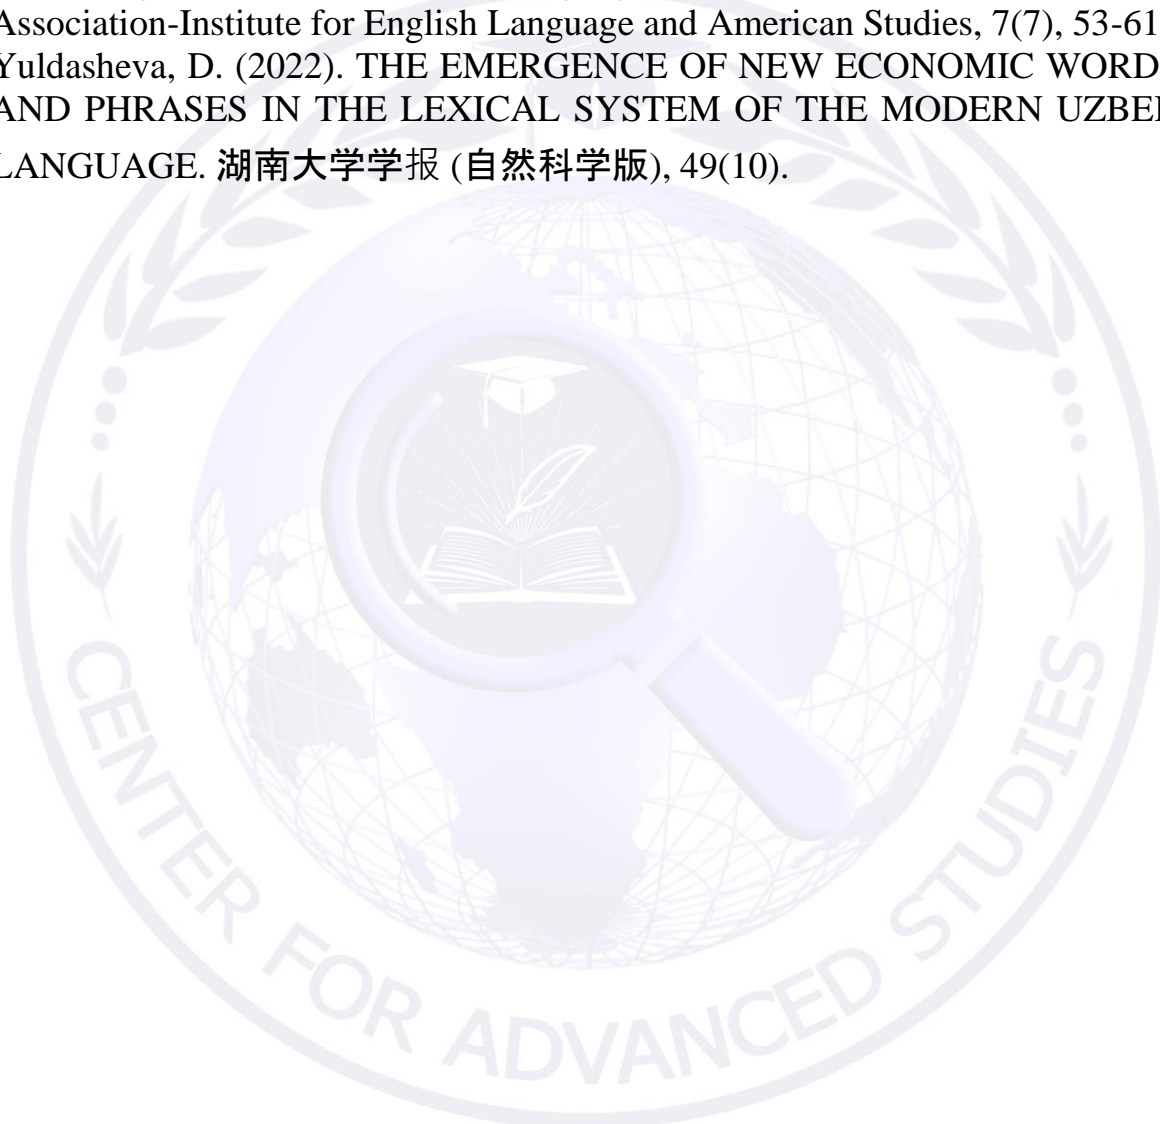 Association-Institute for English Language and American Studies, 7(7), 53-61
Yuldasheva, D. (2022). THE EMERGENCE OF NEW ECONOMIC WORD
AND PHRASES IN THE LEXICAL SYSTEM OF THE MODERN UZBE
LANGUAGE. 湖南大学学报 (自然科学版), 49(10).
CENTER FOR ADVANCED STUDIES